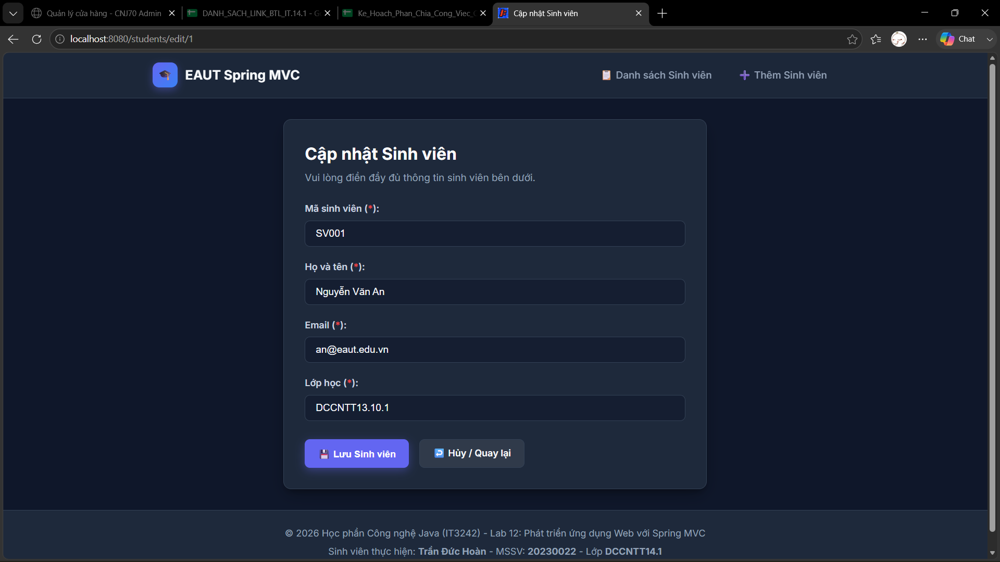 Quản lý cửa hàng - CNJ70 Admin
DANH_SACH_LINK_BTL_IT.14.1 - G
Ke_Hoach_Phan_Chia_Cong_Viec_
Cập nhật Sinh viên
localhost:8080/students/edit/1
Chat
EAUT Spring MVC
Danh sách Sinh viên
Thêm Sinh viên
Cập nhật Sinh viên
Vui lòng điền đầy đủ thông tin sinh viên bên dưới.
Mã sinh viên (*):
SV001
Họ và tên (*):
Nguyễn Văn An
Email (*):
an@eaut.edu.vn
Lớp học (*):
DCCNTT13.10.1
Lưu Sinh viên
Hủy / Quay lại
© 2026 Học phần Công nghệ Java (IT3242) - Lab 12: Phát triển ứng dụng Web với Spring MVC
Sinh viên thực hiện: Trần Đức Hoàn - MSSV: 20230022 - Lớp DCCNTT14.1